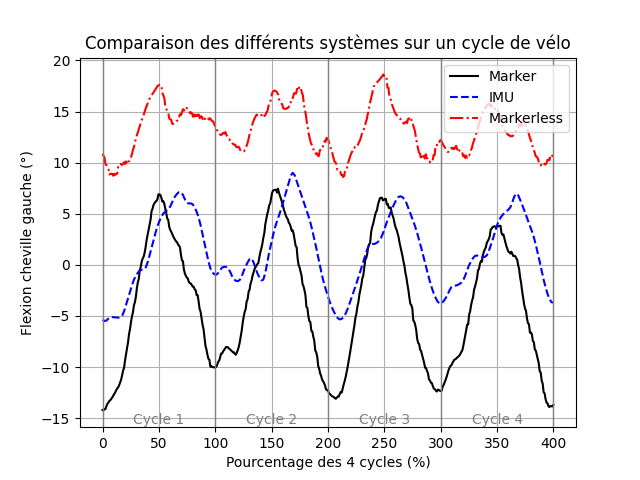 Comparaison des différents systèmes sur un cycle de vélo
Flexion cheville gauche (°)
20
15
10
5
0
−5
−10
−15
Marker
IMU
Markerless
Cycle 1 Cycle 2 Cycle 3 Cycle 4
0 50 100 150 200 250 300 350 400
Pourcentage des 4 cycles (%)